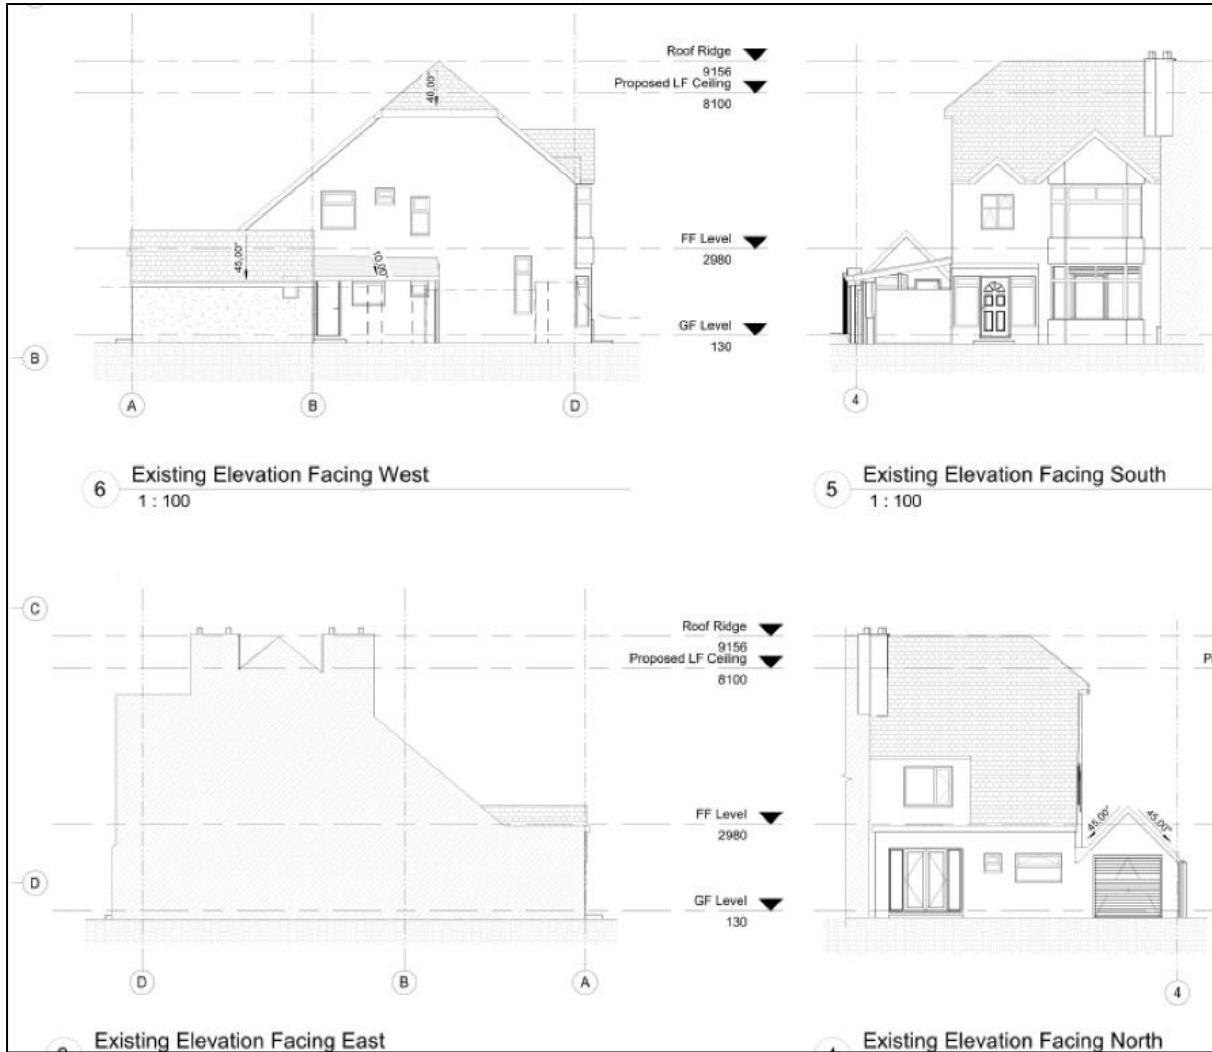 Roof Ridge
9156
Proposed LF Ceiling
8100
40.00°
45.00°
10.00
FF Level
2980
GF Level
130
B
A
B
D
4
6
Existing Elevation Facing West
1 : 100
5
Existing Elevation Facing South
1 : 100
C
Roof Ridge
9156
Proposed LF Ceiling
8100
FF Level
2980
45.00°
45.00°
D
GF Level
130
D
B
A
4
Existing Elevation Facing East
Existing Elevation Facing North